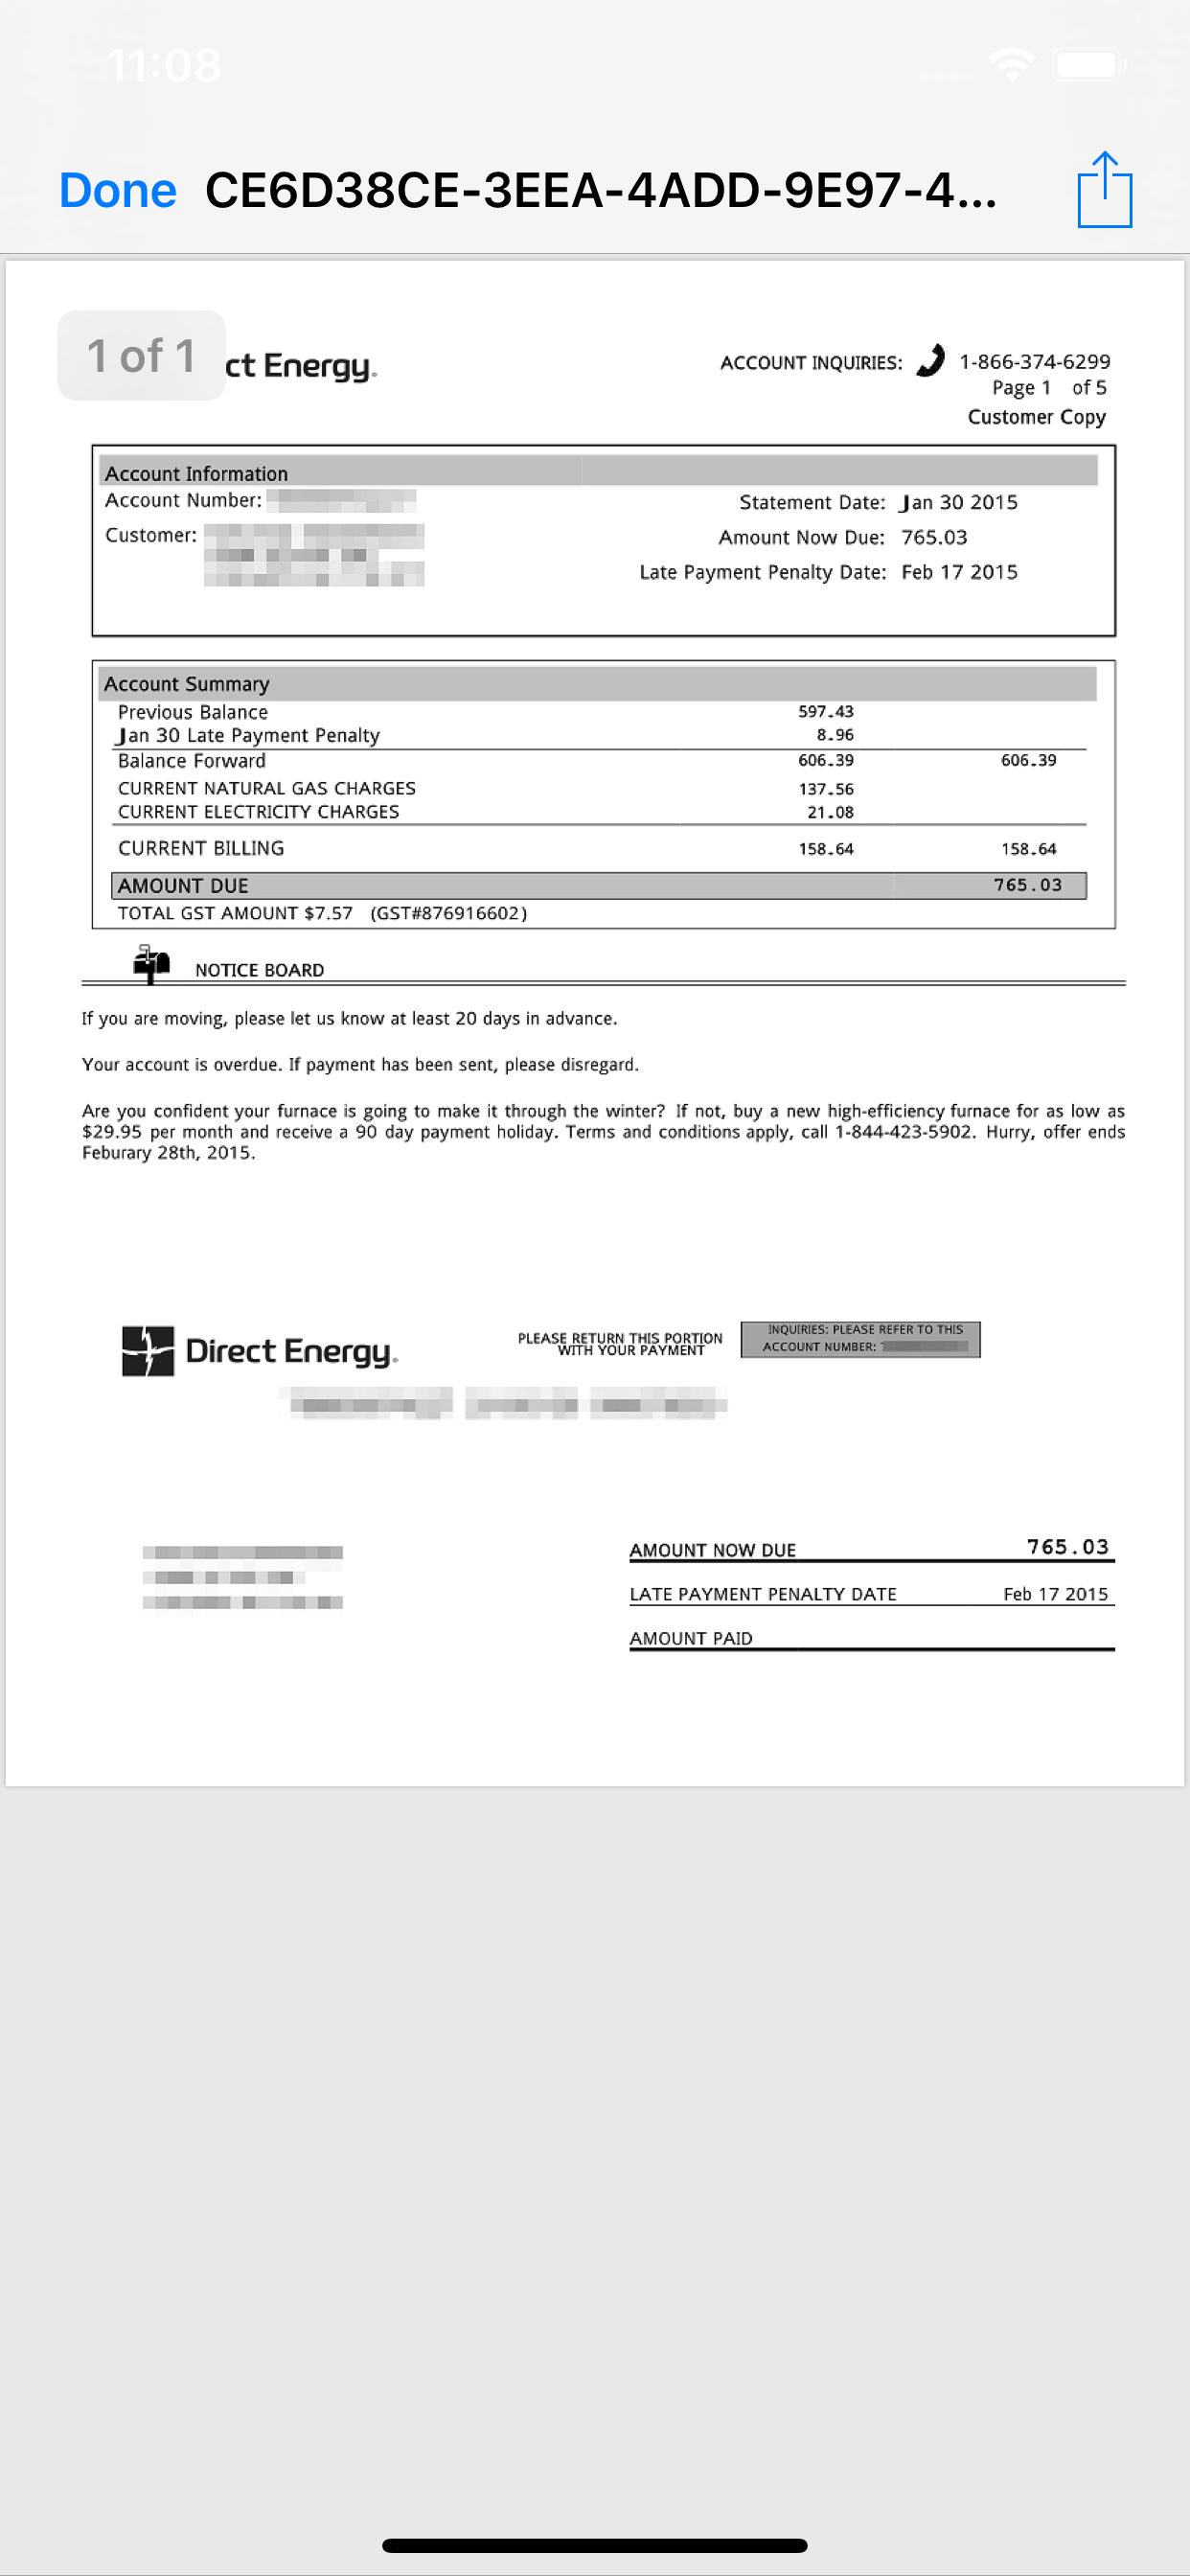 11:08
Done CE6D38CE-3EEA-4ADD-9E97-4...
1 of 1
ct Energy.
ACCOUNT INQUIRIES: 1-866-374-6299
Page 1 of 5
Customer Copy
Account Information
Account Number:
Customer:
Statement Date: Jan 30 2015
Amount Now Due: 765.03
Late Payment Penalty Date: Feb 17 2015
Account Summary
Previous Balance 597.43
Jan 30 Late Payment Penalty 8.96
Balance Forward 606.39 606.39
CURRENT NATURAL GAS CHARGES 137.56
CURRENT ELECTRICITY CHARGES 21.08
CURRENT BILLING 158.64 158.64
AMOUNT DUE 765.03
TOTAL GST AMOUNT $7.57 (GST#876916602)
NOTICE BOARD
If you are moving, please let us know at least 20 days in advance.
Your account is overdue. If payment has been sent, please disregard.
Are you confident your furnace is going to make it through the winter? If not, buy a new high-efficiency furnace for as low as
$29.95 per month and receive a 90 day payment holiday. Terms and conditions apply, call 1-844-423-5902. Hurry, offer ends
Feburary 28th, 2015.
Direct Energy.
PLEASE RETURN THIS PORTION
WITH YOUR PAYMENT
INQUIRIES: PLEASE REFER TO THIS
ACCOUNT NUMBER:
AMOUNT NOW DUE 765.03
LATE PAYMENT PENALTY DATE Feb 17 2015
AMOUNT PAID